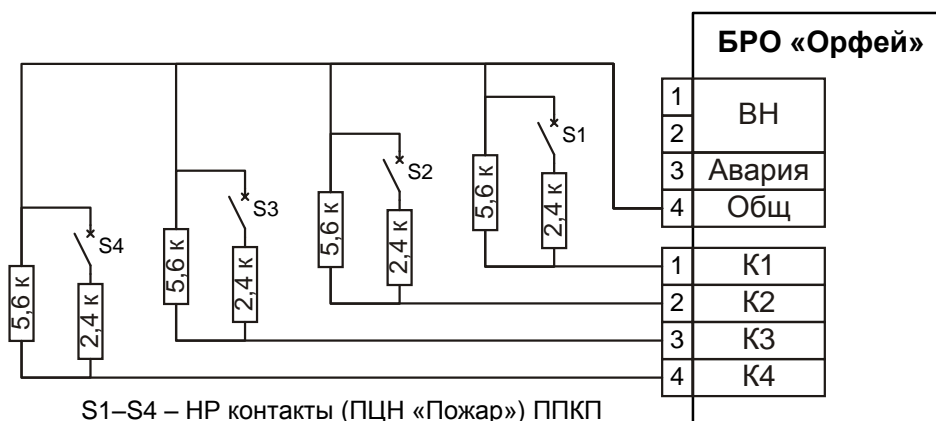 БРО «Орфей»
1
2
ВН
3
Авария
4
Общ
1
К1
2
К2
3
К3
4
К4
S1
5,6 к
2,4 к
S2
5,6 к
2,4 к
S3
5,6 к
2,4 к
S4
5,6 к
2,4 к
S1–S4 – НР контакты (ПЦН «Пожар») ППКП